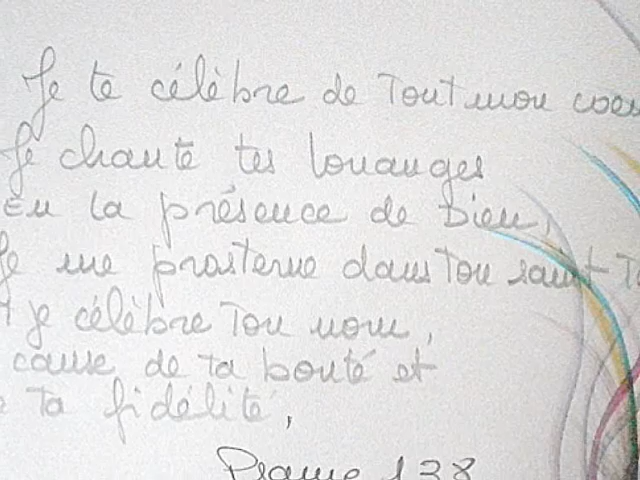 Je te célèbre de tout mon coeu
Je chante tes louanges
En la présence de Dieu,
Je me prosterne dans ton saint T
t je célèbre ton nom,
cause de ta bonté et
e ta fidélité,
Psaume 138